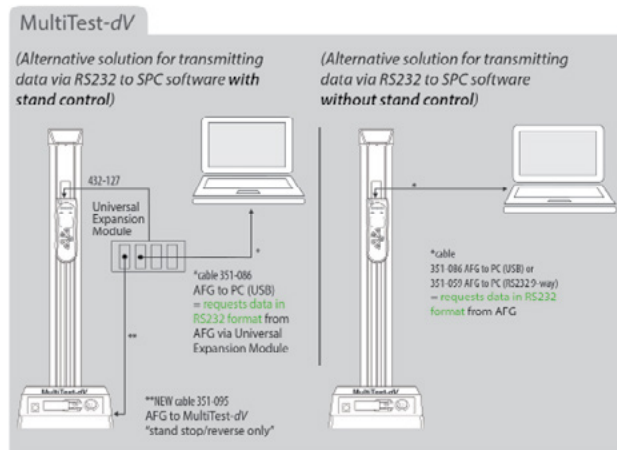 MultiTest-dV
(Alternative solution for transmitting
data via RS232 to SPC software with
stand control)
432-127
Universal
Expansion
Module
*
*cable 351-086
AFG to PC (USB)
= requests data in
RS232 format from
AFG via Universal
Expansion Module
**
MultiTest-dV
**NEW cable 351-095
AFG to MultiTest-dV
"stand stop/reverse only"
(Alternative solution for transmitting
data via RS232 to SPC software
without stand control)
*
*cable
351-086 AFG to PC (USB) or
351-059 AFG to PC (RS232 9-way)
= requests data in RS232
format from AFG
MultiTest-dV